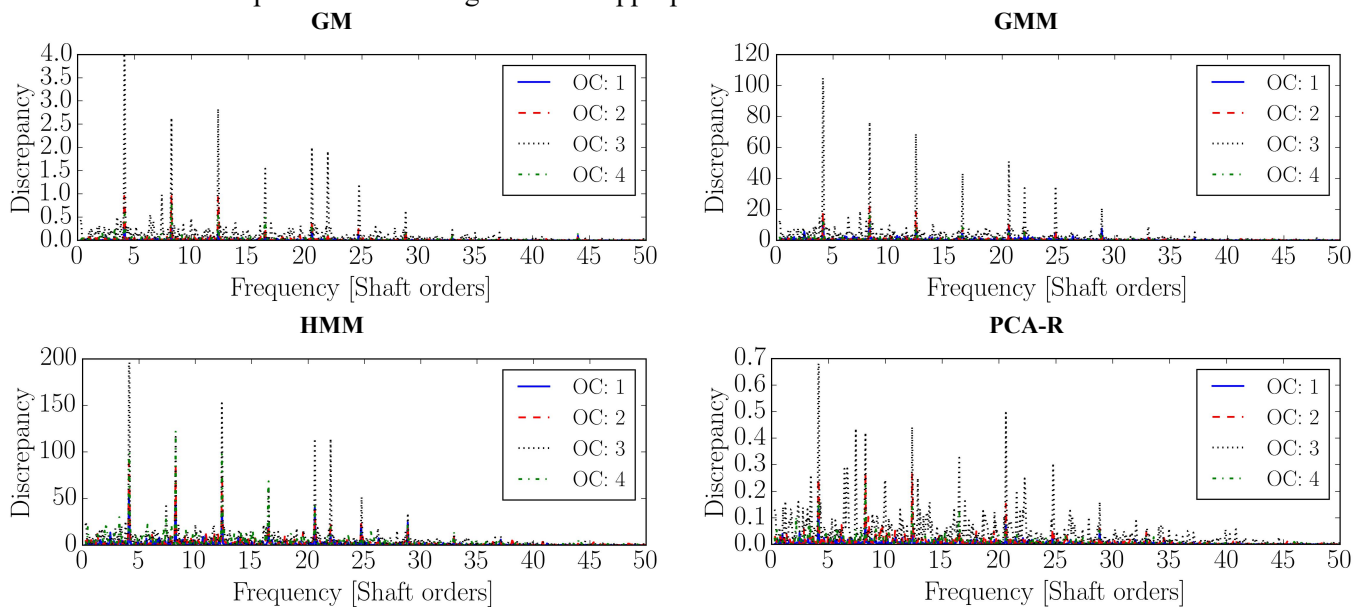 GM
GMM
4.0
3.5
3.0
2.5
2.0
1.5
1.0
0.5
0.0
Discrepancy
OC: 1
OC: 2
OC: 3
OC: 4
0 5 10 15 20 25 30 35 40 45 50
Frequency [Shaft orders]
120
100
80
60
40
20
0
Discrepancy
OC: 1
OC: 2
OC: 3
OC: 4
0 5 10 15 20 25 30 35 40 45 50
Frequency [Shaft orders]
HMM
PCA-R
200
150
100
50
0
Discrepancy
OC: 1
OC: 2
OC: 3
OC: 4
0 5 10 15 20 25 30 35 40 45 50
Frequency [Shaft orders]
0.7
0.6
0.5
0.4
0.3
0.2
0.1
0.0
Discrepancy
OC: 1
OC: 2
OC: 3
OC: 4
0 5 10 15 20 25 30 35 40 45 50
Frequency [Shaft orders]